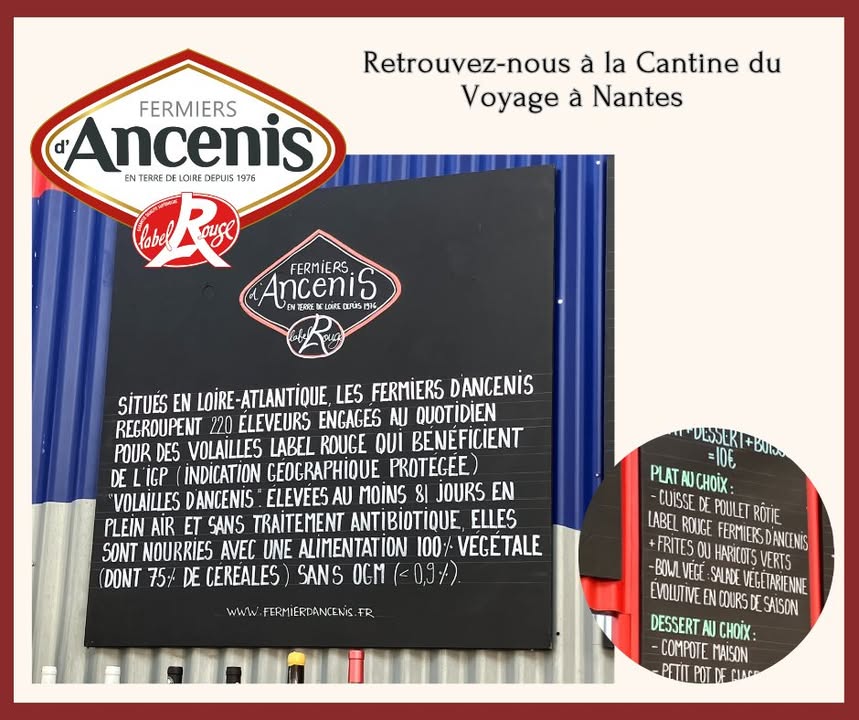 Retrouvez-nous à la Cantine du
Voyage à Nantes
FERMIERS
d'Ancenis
EN TERRE DE LOIRE DEPUIS 1976
label Rouge
FERMIERS
d'AnceniS
EN TERRE DE LOIRE DEPUIS 1976
label Rouge
SITUÉS EN LOIRE-ATLANTIQUE, LES FERMIERS D'ANCENIS
REGROUPENT 220 ÉLEVEURS ENGAGÉS AU QUOTIDIEN
POUR DES VOLAILLES LABEL ROUGE QUI BÉNÉFICIENT
DE L'IGP (INDICATION GÉOGRAPHIQUE PROTEGÉE)
"VOLAILLES D'ANCENIS". ÉLEVÉES AU MOINS 81 JOURS EN
PLEIN AIR ET SANS TRAITEMENT ANTIBIOTIQUE, ELLES
SONT NOURRIES AVEC UNE ALIMENTATION 100% VÉGÉTALE
(DONT 75% DE CÉRÉALES) SANS OGM (<0,9%).
WWW.FERMIERDANCENIS.FR
+DESSERT+
=10€
PLAT AU CHOIX :
- CUISSE DE POULET RÔTIE
LABEL ROUGE FERMIERS D'ANCENIS
+ FRITES OU HARICOTS VERTS
- BOWL VÉGÉ : SALADE VÉGÉTARIENNE
ÉVOLUTIVE EN COURS DE SAISON
DESSERT AU CHOIX :
- COMPOTE MAISON
- PETIT POT DE